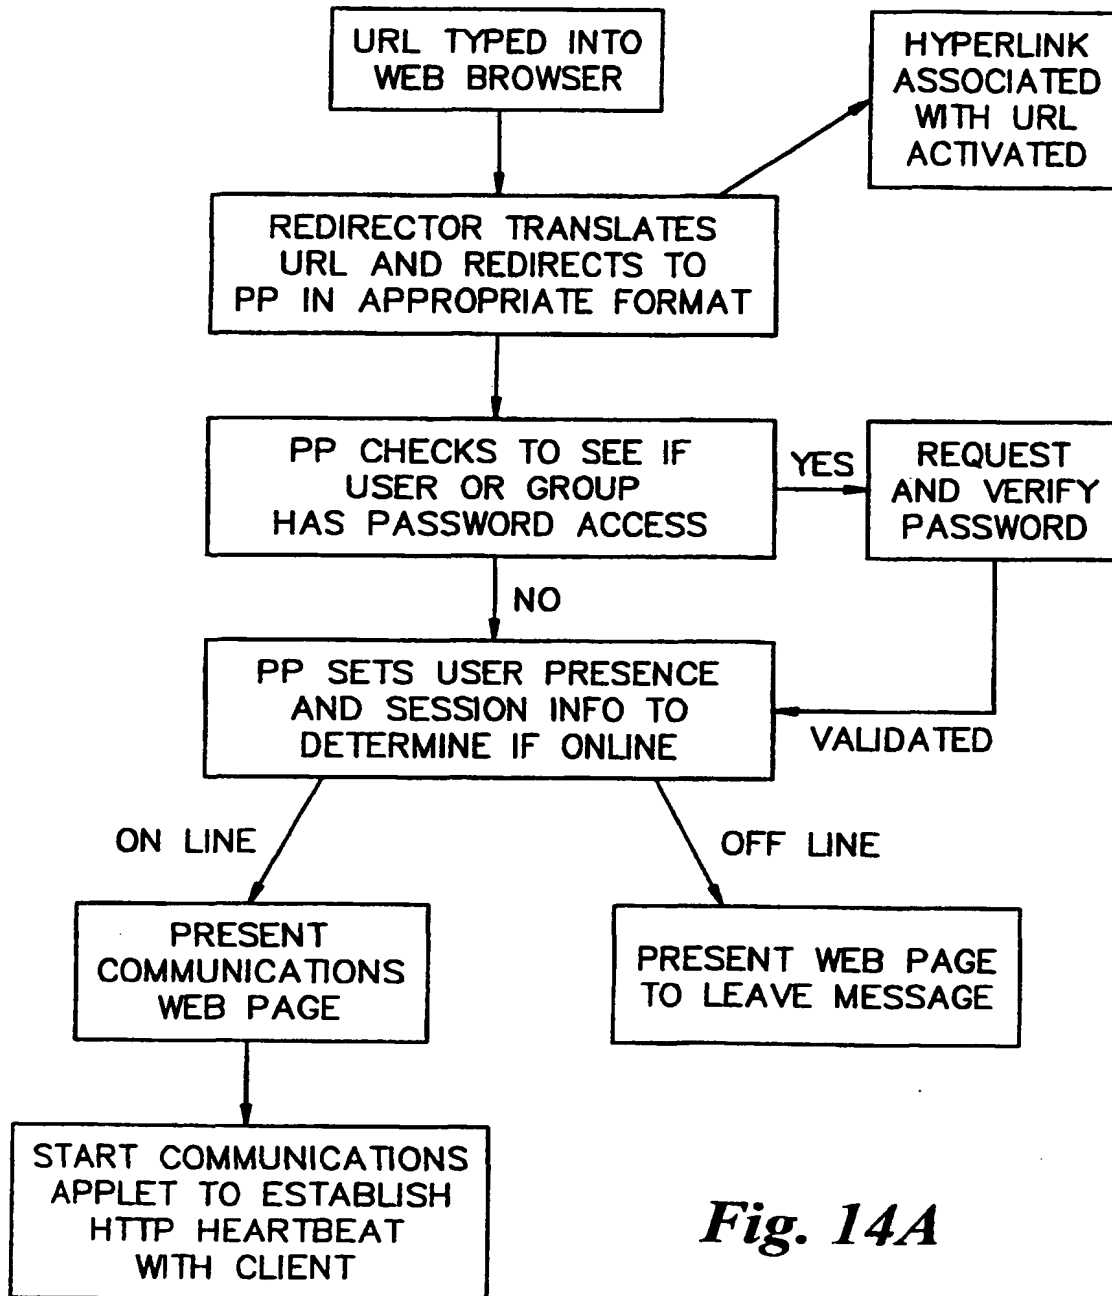 URL TYPED INTO
WEB BROWSER
HYPERLINK
ASSOCIATED
WITH URL
ACTIVATED
REDIRECTOR TRANSLATES
URL AND REDIRECTS TO
PP IN APPROPRIATE FORMAT
PP CHECKS TO SEE IF
USER OR GROUP
HAS PASSWORD ACCESS
YES
REQUEST
AND VERIFY
PASSWORD
NO
PP SETS USER PRESENCE
AND SESSION INFO TO
DETERMINE IF ONLINE
VALIDATED
ON LINE
OFF LINE
PRESENT
COMMUNICATIONS
WEB PAGE
PRESENT WEB PAGE
TO LEAVE MESSAGE
START COMMUNICATIONS
APPLET TO ESTABLISH
HTTP HEARTBEAT
WITH CLIENT
Fig. 14A